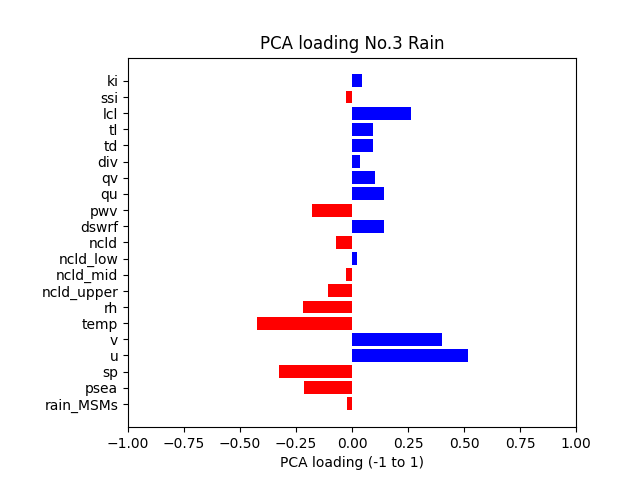 PCA loading No.3 Rain
ki
ssi
lcl
tl
td
div
qv
qu
pwv
dswrf
ncld
ncld_low
ncld_mid
ncld_upper
rh
temp
v
u
sp
psea
rain_MSMs
−1.00 −0.75 −0.50 −0.25 0.00 0.25 0.50 0.75 1.00
PCA loading (-1 to 1)